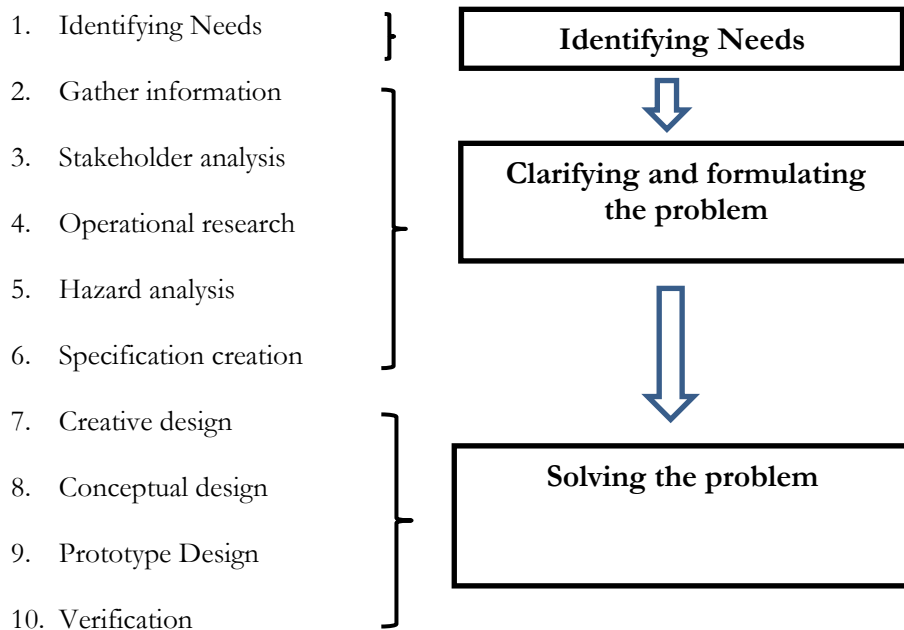 1. Identifying Needs
2. Gather information
3. Stakeholder analysis
4. Operational research
5. Hazard analysis
6. Specification creation
7. Creative design
8. Conceptual design
9. Prototype Design
10. Verification
Identifying Needs
Clarifying and formulating
the problem
Solving the problem